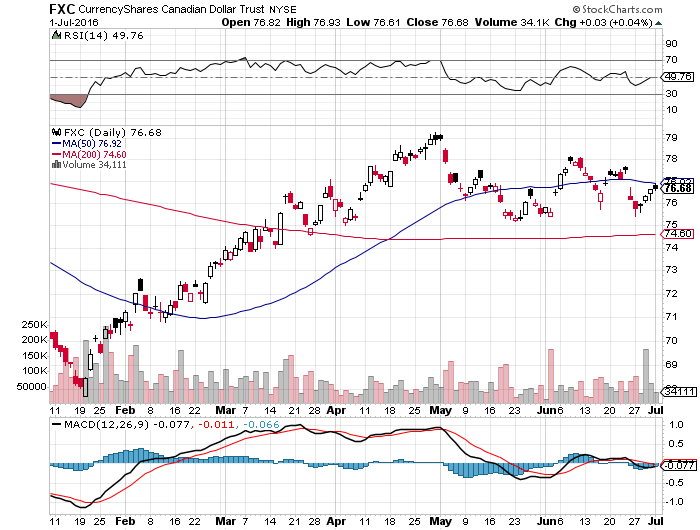 FXC CurrencyShares Canadian Dollar Trust NYSE
© StockCharts.com
1-Jul-2016
Open 76.82 High 76.93 Low 76.61 Close 76.68 Volume 34.1K Chg +0.03 (+0.04%)
RSI(14) 49.76
90
70
49.76
30
10
FXC (Daily) 76.68
MA(50) 76.92
MA(200) 74.60
Volume 34,111
79
78
76.68
76
75
74.60
74
73
72
71
70
69
250K
200K
150K
100K
50000
34111
11 19 25 Feb 8 16 22 Mar 7 14 21 28 Apr 11 18 25 May 9 16 23 Jun 6 13 20 27 Jul
MACD(12,26,9) -0.077, -0.011, -0.066
1.0
0.5
-0.077
-0.5
-1.0
11 19 25 Feb 8 16 22 Mar 7 14 21 28 Apr 11 18 25 May 9 16 23 Jun 6 13 20 27 Jul